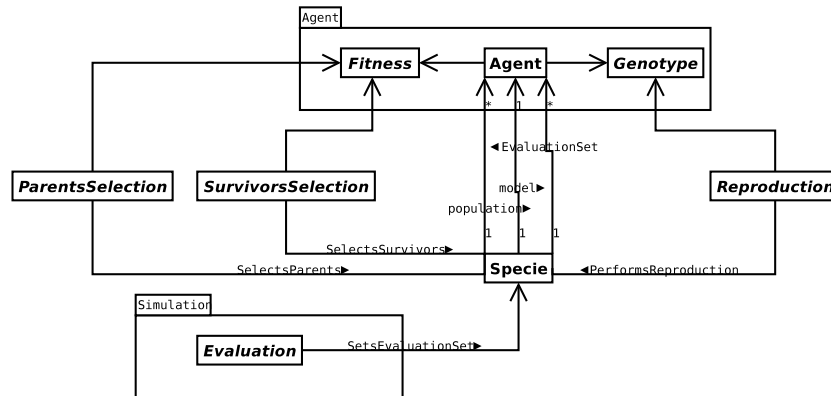 Agent
Fitness
Agent
Genotype
* 1 *
◀EvaluationSet
ParentsSelection
SurvivorsSelection
model▶
Reproduction
population▶
1 1 1
SelectsSurvivors▶
SelectsParents▶
Specie
◀PerformsReproduction
Simulation
Evaluation
SetsEvaluationSet▶